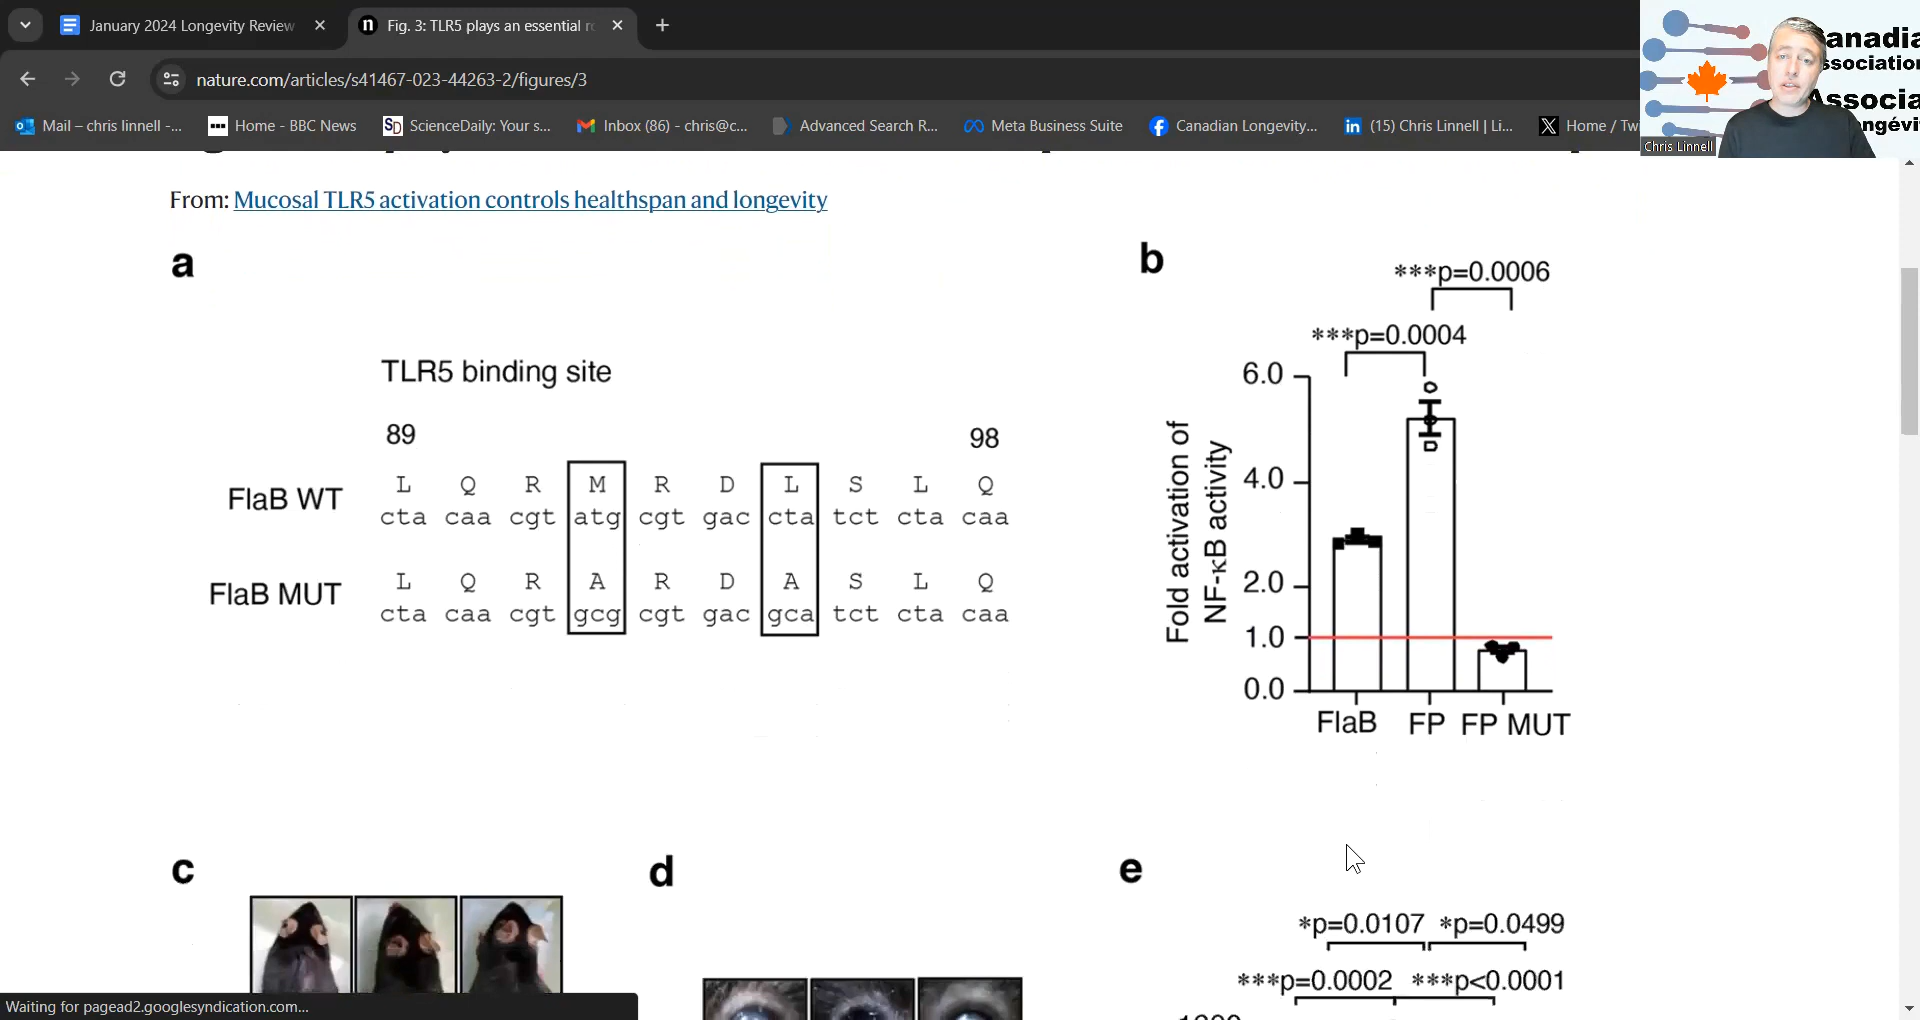 January 2024 Longevity Review
Fig. 3: TLR5 plays an essential r
nature.com/articles/s41467-023-44263-2/figures/3
Mail – chris linnell -...
Home - BBC News
ScienceDaily: Your s...
Inbox (86) - chris@c...
Advanced Search R...
Meta Business Suite
Canadian Longevity...
(15) Chris Linnell | Li...
Home / Twi
anadia
ssociation
Associa
ngévi
Chris Linnell
From: Mucosal TLR5 activation controls healthspan and longevity
a
TLR5 binding site
89 98
FlaB WT
L Q R M R D L S L Q
cta caa cgt atg cgt gac cta tct cta caa
FlaB MUT
L Q R A R D A S L Q
cta caa cgt gcg cgt gac gca tct cta caa
b
***p=0.0006
***p=0.0004
Fold activation of
NF-κB activity
6.0
4.0
2.0
1.0
0.0
FlaB FP FP MUT
c
d
e
*p=0.0107 *p=0.0499
***p=0.0002 ***p<0.0001
Waiting for pagead2.googlesyndication.com...